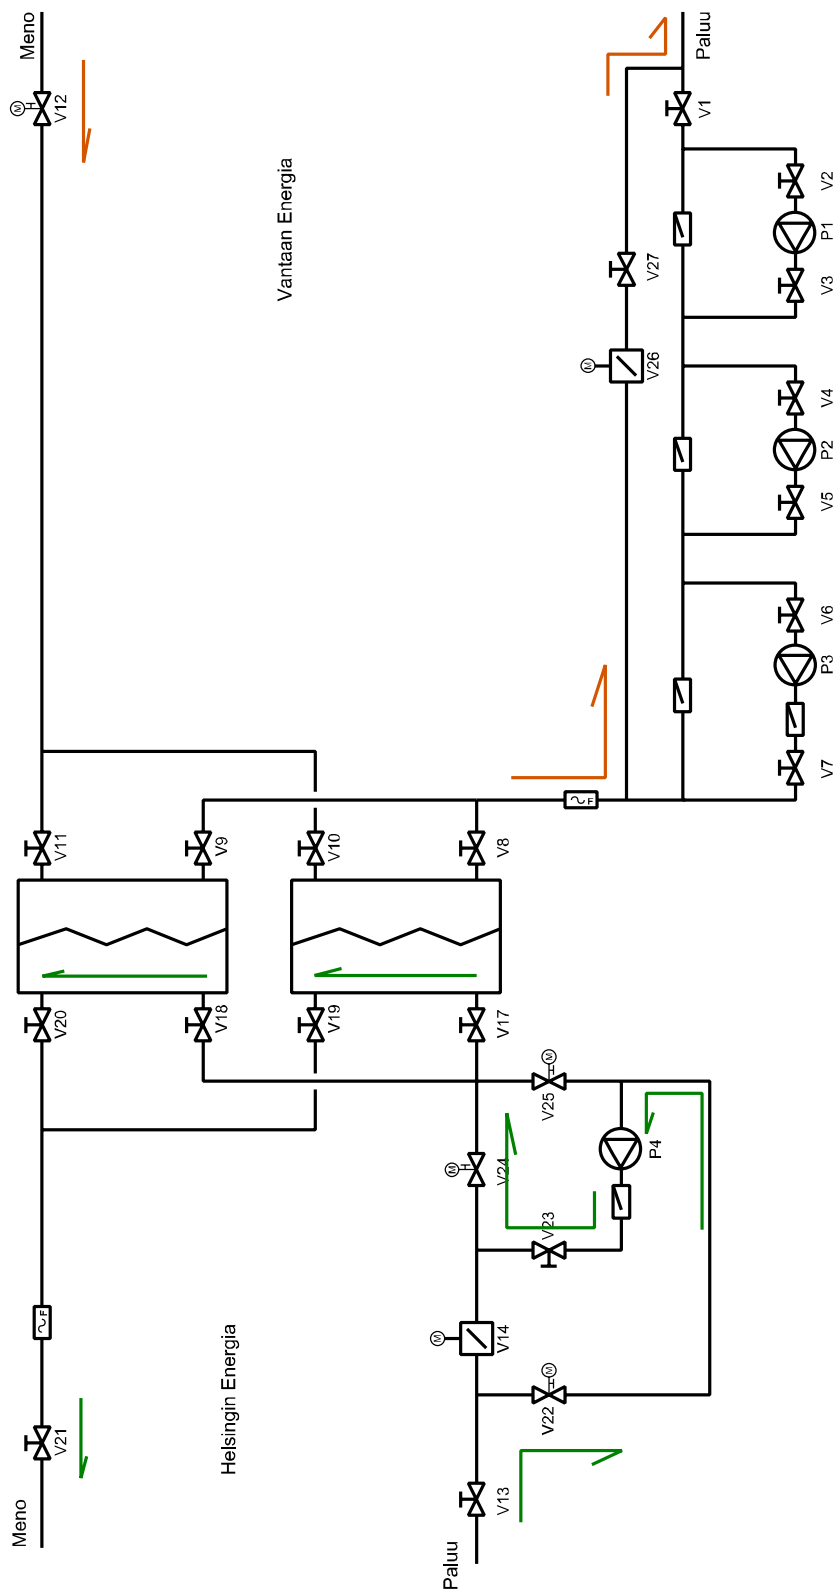 Meno
Paluu
M
V12
V1
V2
P1
Vantaan Energia
V27
V3
M
V26
V4
P2
V5
V6
P3
V7
F
V11
V9
V10
V8
V20
V18
V19
V17
M
V25
P4
M
V24
V23
F
M
V14
Helsingin Energia
M
V22
V21
V13
Meno
Paluu